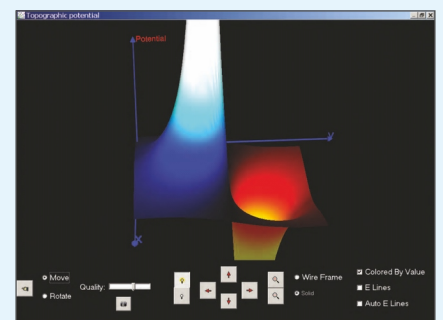 Topographic potential
Potential
Y
X
Move
Rotate
Quality:
Wire Frame
Solid
Colored By Value
E Lines
Auto E Lines